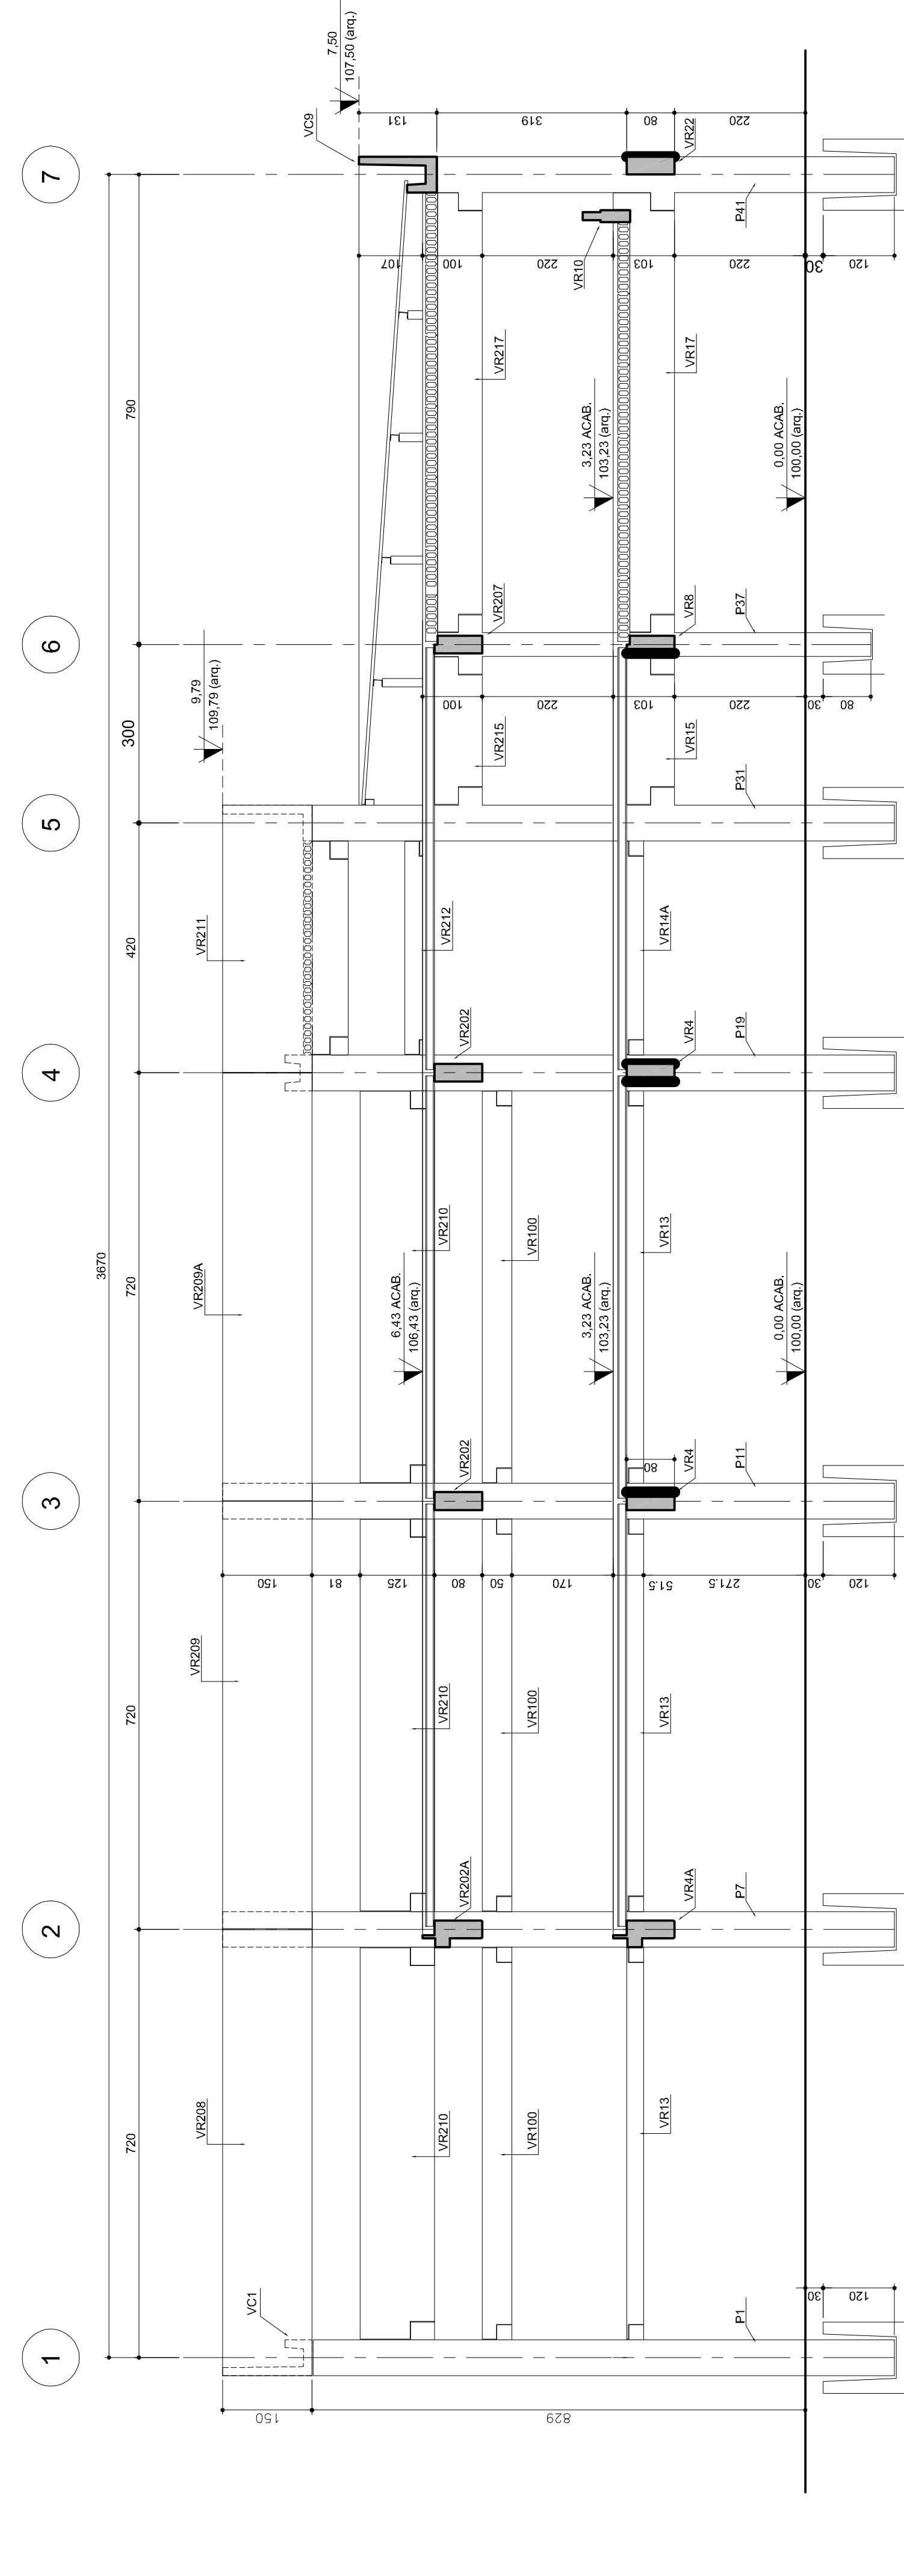 1
2
3
4
5
6
7
3670
720
720
720
420
300
790
7,50
107,50 (arq.)
9,79
109,79 (arq.)
VC9
131
319
80
220
VR22
P41
107
100
220
103
220
30
120
VR10
VR217
VR17
3,23 ACAB.
103,23 (arq.)
0,00 ACAB.
100,00 (arq.)
VR207
VR8
P37
100
220
103
220
30
80
VR215
VR15
P31
VR211
VR212
VR14A
VR202
VR4
P19
VR209A
VR210
VR100
VR13
6,43 ACAB.
106,43 (arq.)
3,23 ACAB.
103,23 (arq.)
0,00 ACAB.
100,00 (arq.)
VR202
80
VR4
P11
150
81
125
80
50
170
51.5
271.5
30
120
VR209
VR210
VR100
VR13
VR202A
VR4A
P7
VR208
VR210
VR100
VR13
VC1
P1
30
120
150
829